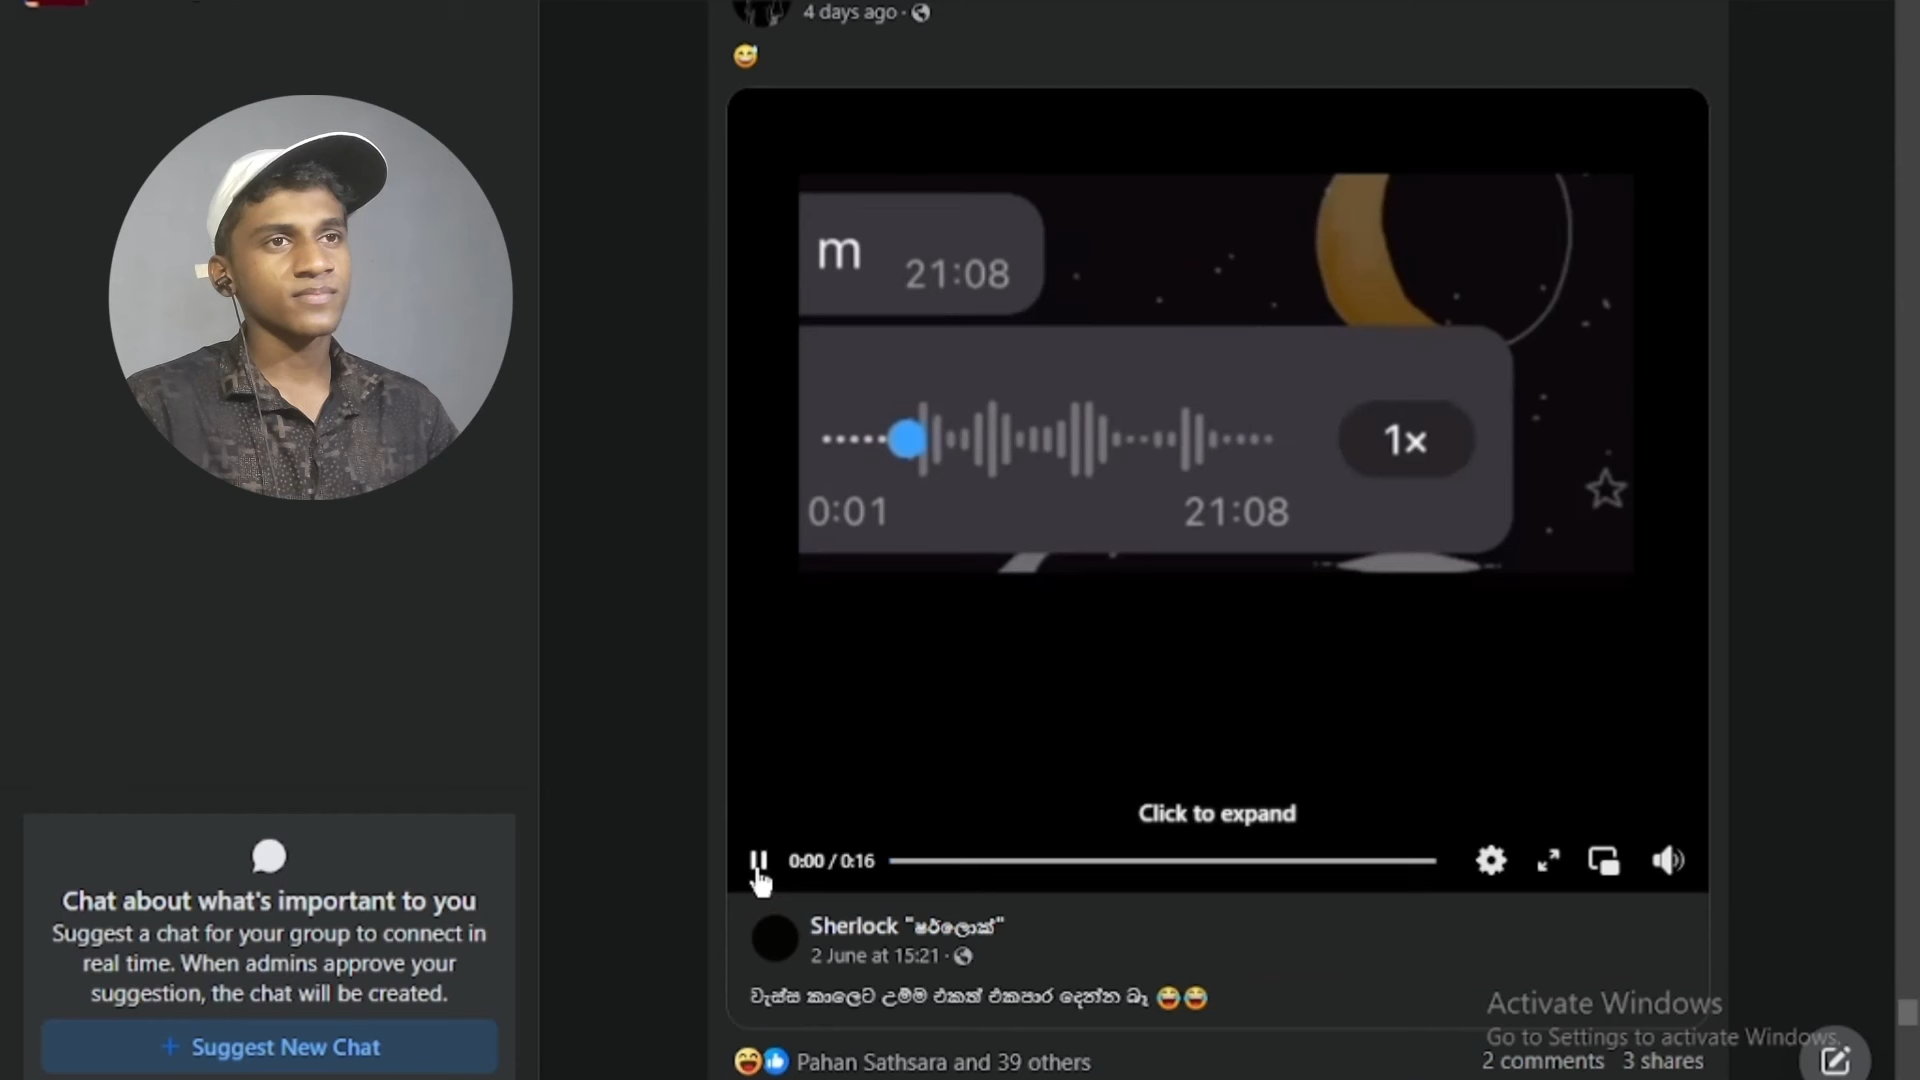 4 days ago ·
m
21:08
1x
0:01
21:08
Click to expand
0:00 / 0:16
Sherlock "ෂර්ලොක්"
2 June at 15:21 ·
වැස්ස කාලෙට උම්ම එකක් එකපාර දෙන්න බෑ
Pahan Sathsara and 39 others
2 comments 3 shares
Chat about what's important to you
Suggest a chat for your group to connect in
real time. When admins approve your
suggestion, the chat will be created.
+ Suggest New Chat
Activate Windows
Go to Settings to activate Windows.